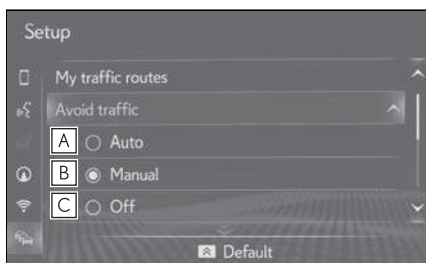 Setup
My traffic routes
Avoid traffic
A Auto
B Manual
C Off
Default